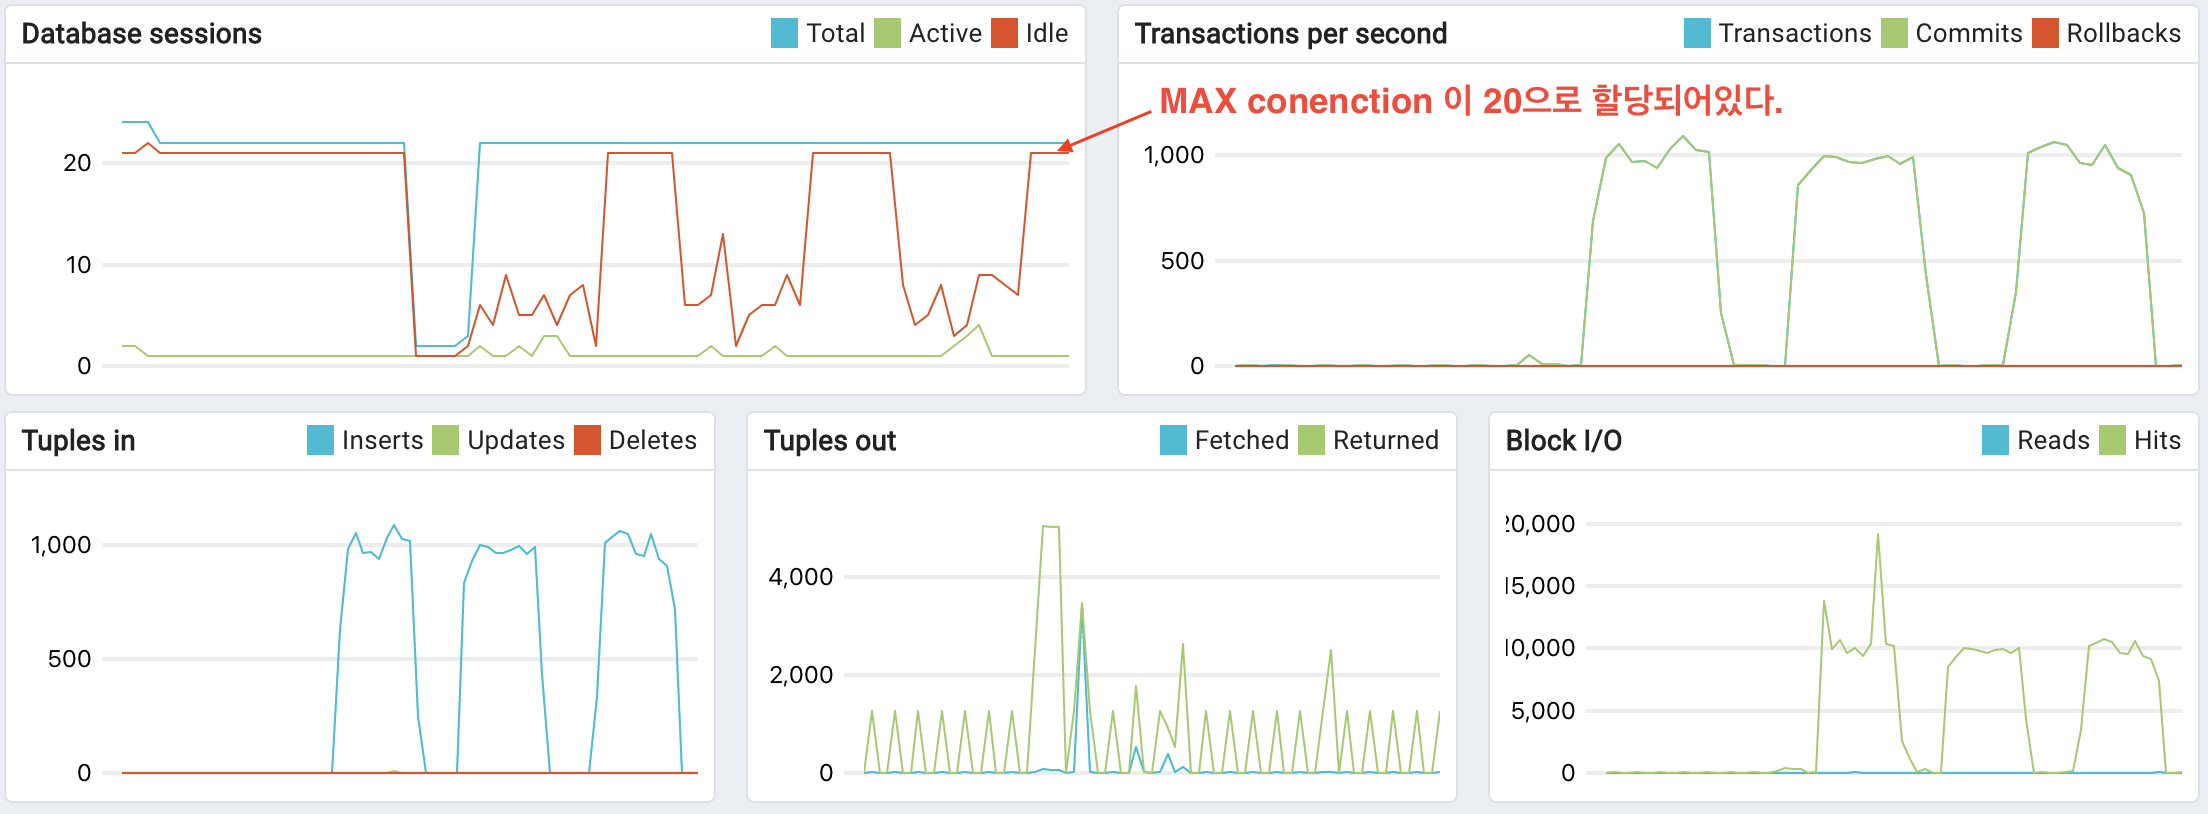 Database sessions
Total Active Idle
20
10
0
Transactions per second
Transactions Commits Rollbacks
MAX conenction 이 20으로 할당되어있다.
1,000
500
0
Tuples in
Inserts Updates Deletes
1,000
500
0
Tuples out
Fetched Returned
4,000
2,000
0
Block I/O
Reads Hits
20,000
15,000
10,000
5,000
0